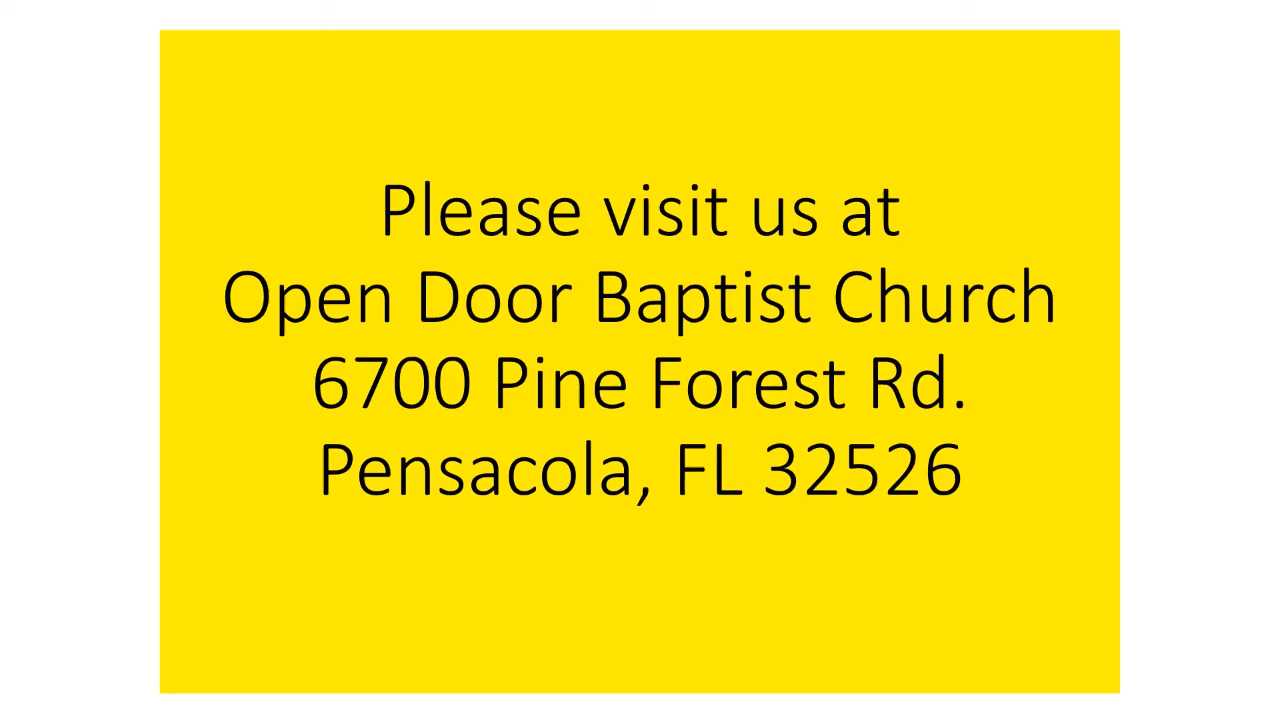 Please visit us at
Open Door Baptist Church
6700 Pine Forest Rd.
Pensacola, FL 32526